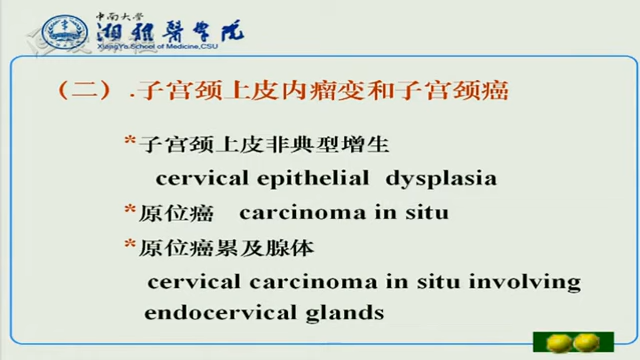 中南大学
湘雅醫學院
XiangYa School of Medicine,CSU
（二）.子宫颈上皮内瘤变和子宫颈癌
*子宫颈上皮非典型增生
cervical epithelial dysplasia
*原位癌 carcinoma in situ
*原位癌累及腺体
cervical carcinoma in situ involving
endocervical glands